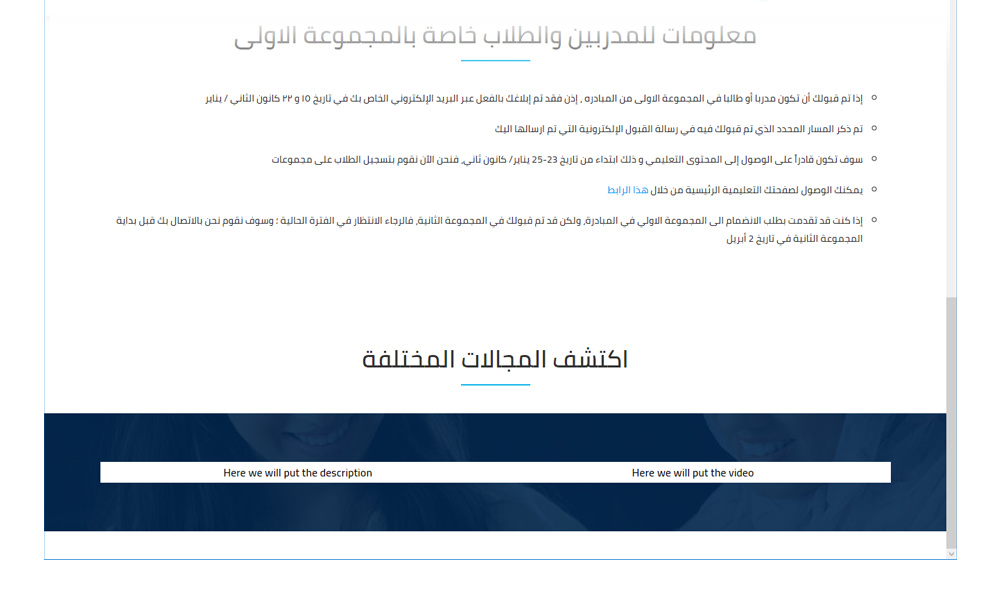 معلومات للمدربين والطلاب خاصة بالمجموعة الاولى
إذا تم قبولك أن تكون مدربا أو طالبا في المجموعة الاولى من المبادره , إذن فقد تم إبلاغك بالفعل عبر البريد الإلكتروني الخاص بك في تاريخ ١٥ و ٢٢ كانون الثاني / يناير
تم ذكر المسار المحدد الذي تم قبولك فيه في رسالة القبول الإلكترونية التي تم ارسالها اليك
سوف تكون قادراً على الوصول إلى المحتوى التعليمي و ذلك ابتداء من تاريخ 23-25 يناير/ كانون ثاني, فنحن الآن نقوم بتسجيل الطلاب على مجموعات
يمكنك الوصول لصفحتك التعليمية الرئيسية من خلال هذا الرابط
إذا كنت قد تقدمت بطلب الانضمام الى المجموعة الاولي في المبادرة, ولكن قد تم قبولك في المجموعة الثانية, فالرجاء الانتظار في الفترة الحالية ؛ وسوف نقوم نحن بالاتصال بك قبل بداية
المجموعة الثانية في تاريخ 2 أبريل
اكتشف المجالات المختلفة
Here we will put the description
Here we will put the video